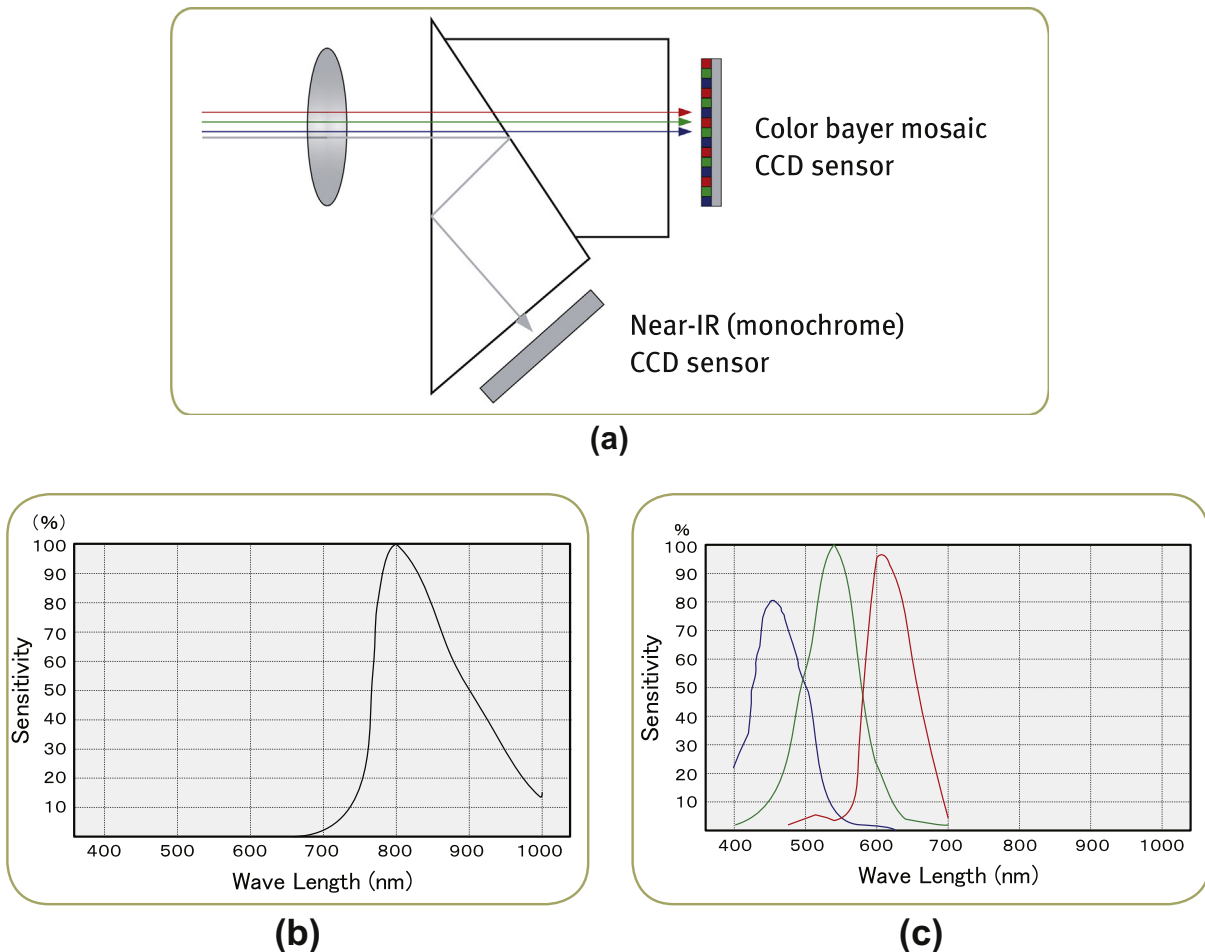 Color bayer mosaic
CCD sensor
Near-IR (monochrome)
CCD sensor
(a)
(%)
100
90
80
70
60
50
40
30
20
10
Sensitivity
400 500 600 700 800 900 1000
Wave Length (nm)
(b)
%
100
90
80
70
60
50
40
30
20
10
Sensitivity
400 500 600 700 800 900 1000
Wave Length (nm)
(c)